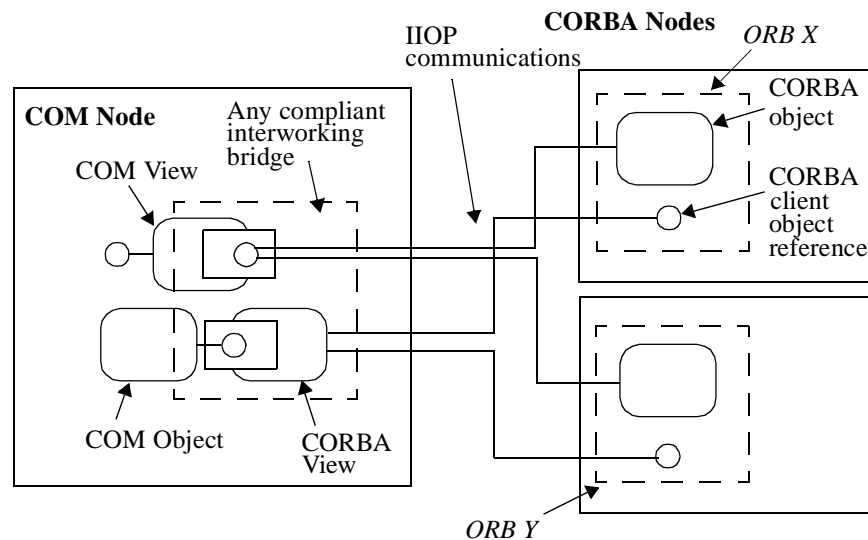 CORBA Nodes
ORB X
IIOP
communications
CORBA
object
COM Node
Any compliant
interworking
bridge
COM View
CORBA
client
object
reference
COM Object
CORBA
View
ORB Y